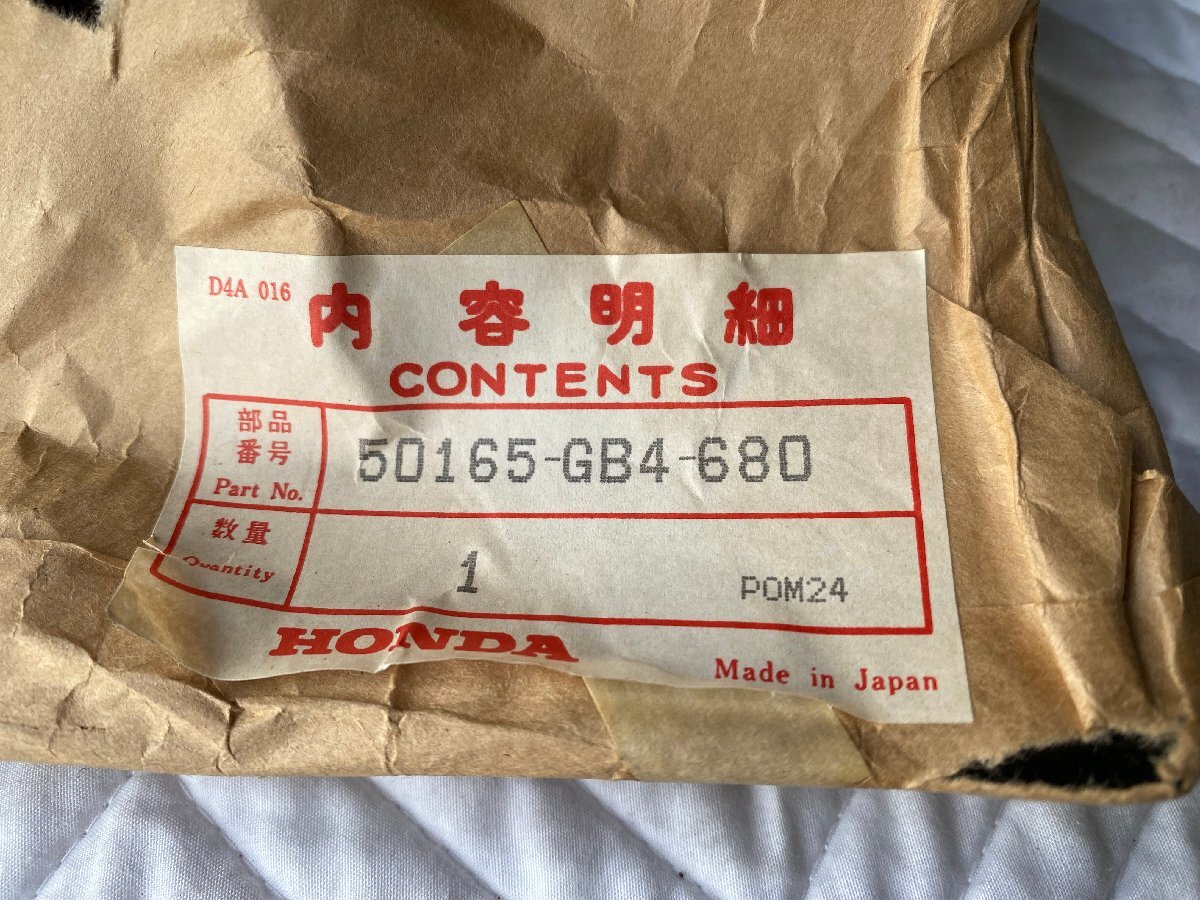 D4A 016
内容明細
CONTENTS
部品
番号
Part No.
50165-GB4-680
数量
Quantity
1
POM24
HONDA
Made in Japan